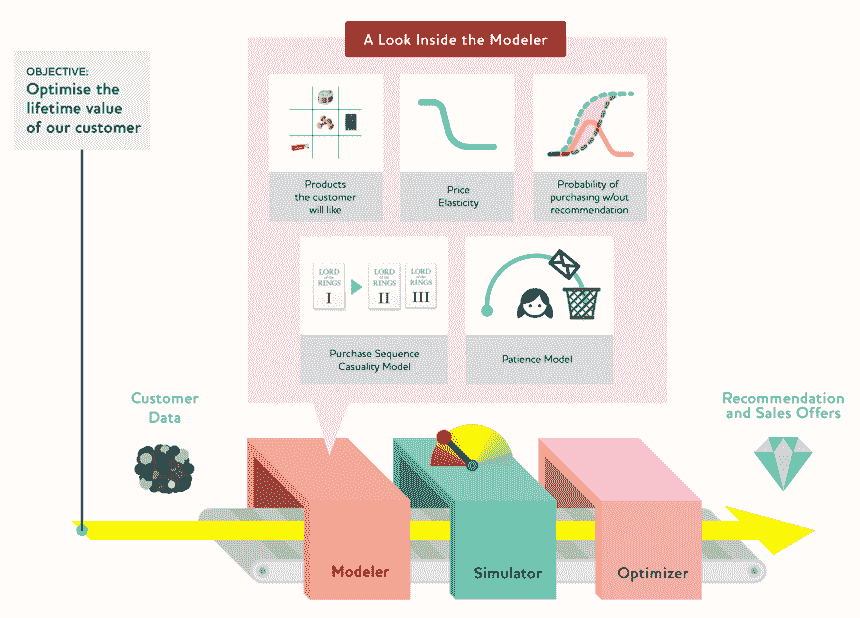 A Look Inside the Modeler
OBJECTIVE:
Optimise the
lifetime value
of our customer
Products
the customer
will like
Price
Elasticity
Probability of
purchasing w/out
recommendation
LORD
of the
RINGS
I
LORD
of the
RINGS
II
LORD
of the
RINGS
III
Purchase Sequence
Casuality Model
Patience Model
Customer
Data
Recommendation
and Sales Offers
Modeler
Simulator
Optimizer